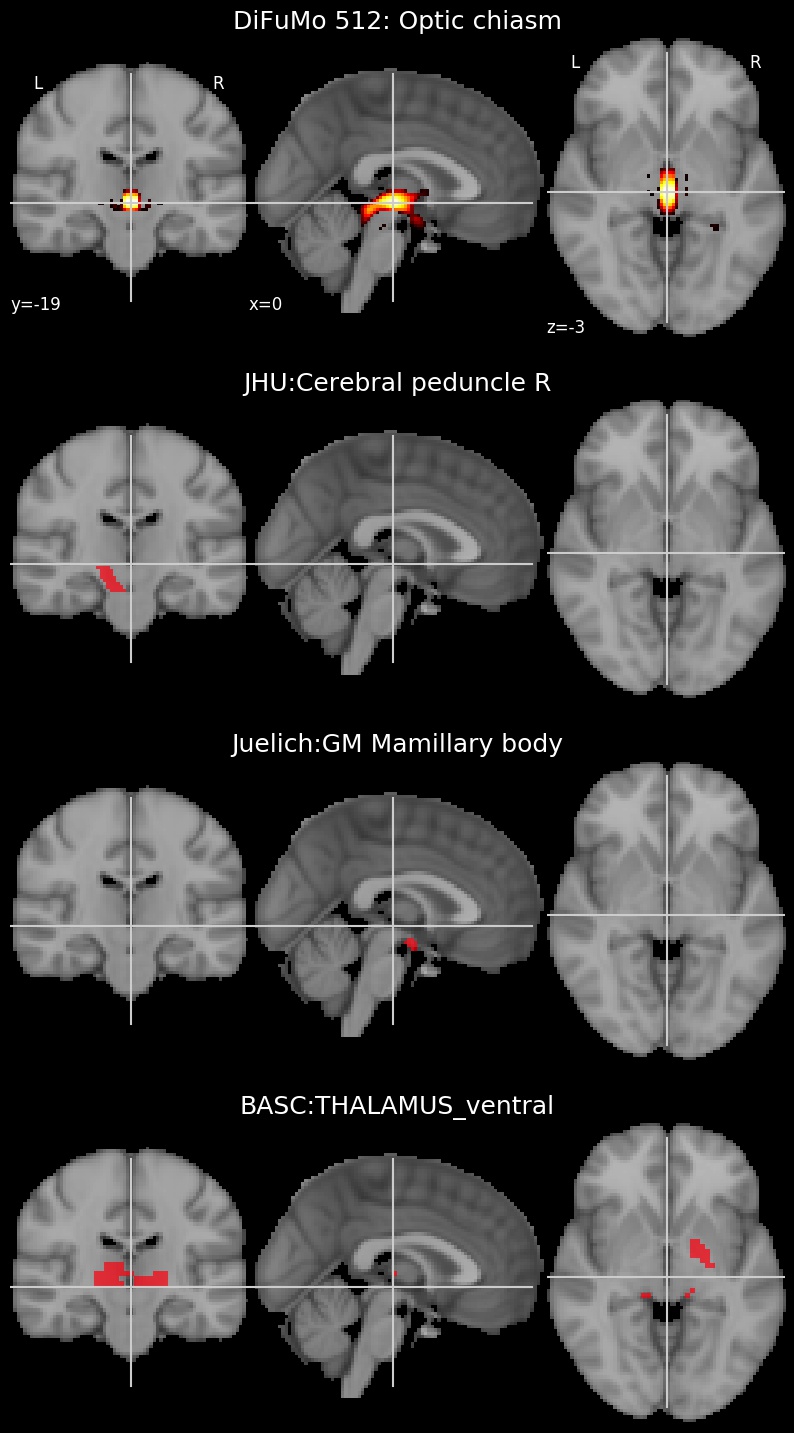 DiFuMo 512: Optic chiasm
L R L R
y=-19 x=0 z=-3
JHU:Cerebral peduncle R
Juelich:GM Mamillary body
BASC:THALAMUS_ventral